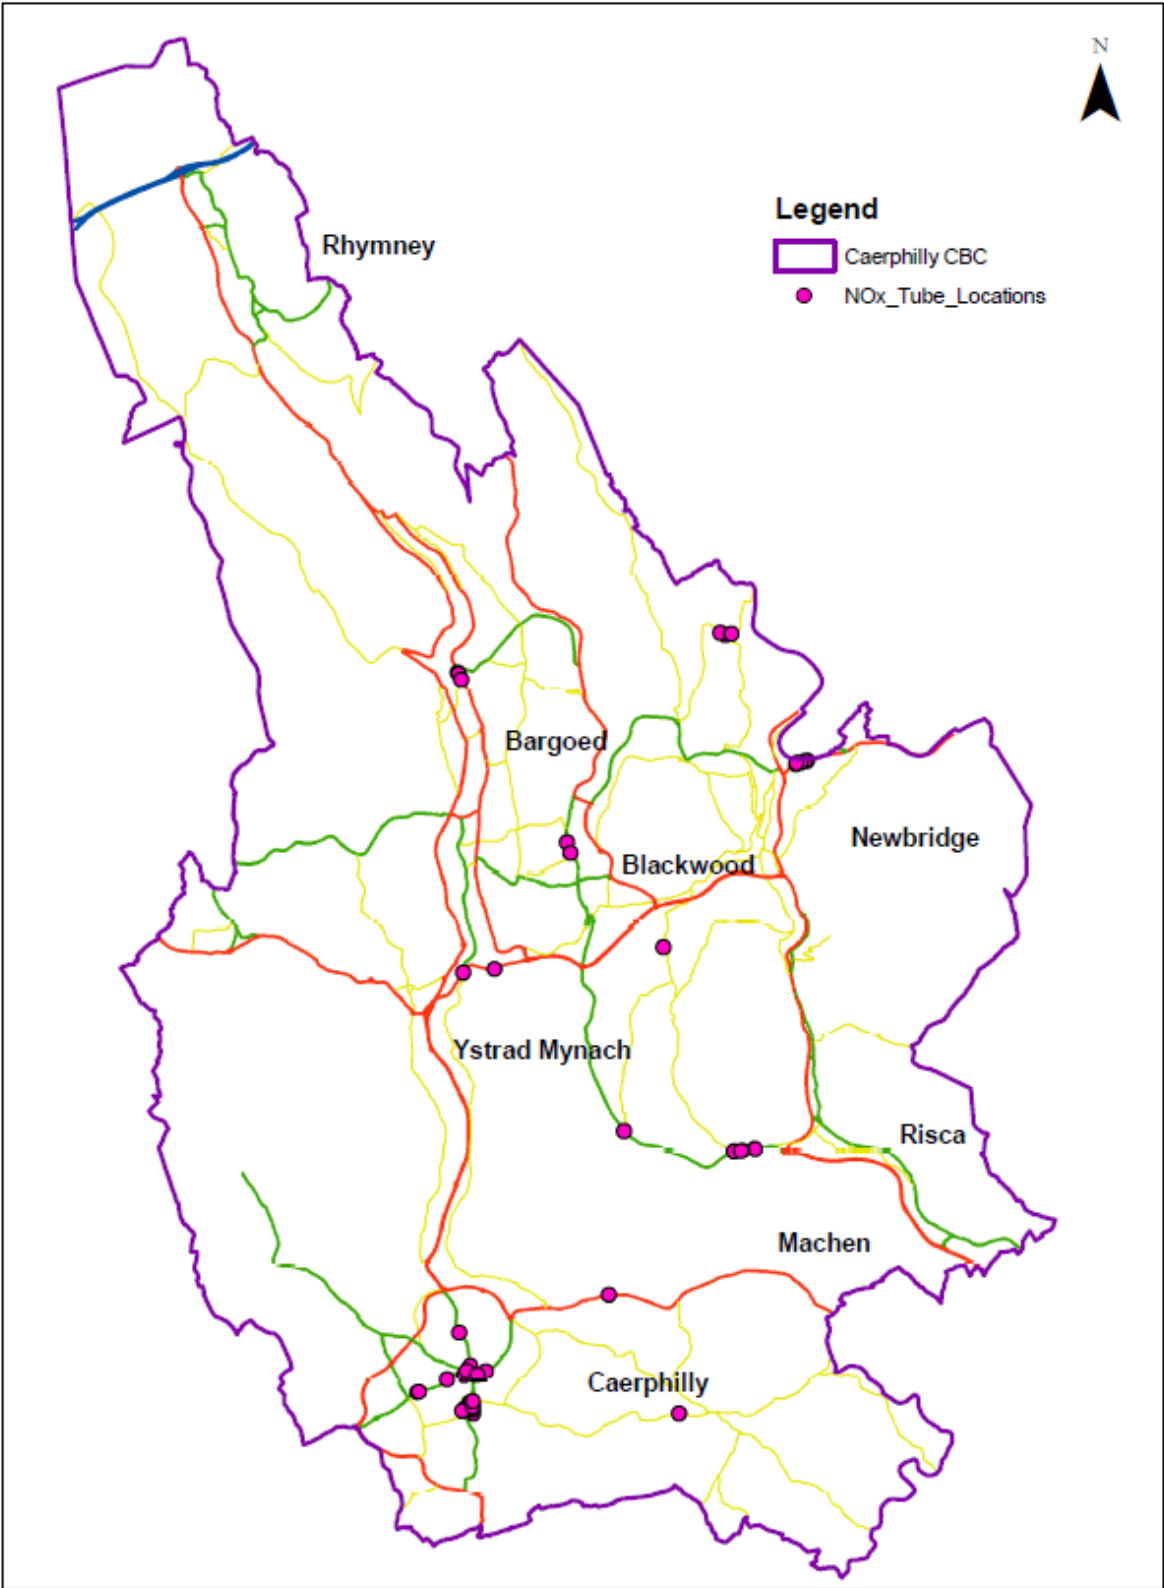 N
Legend
Caerphilly CBC
NOx_Tube_Locations
Rhymney
Bargoed
Newbridge
Blackwood
Ystrad Mynach
Risca
Machen
Caerphilly